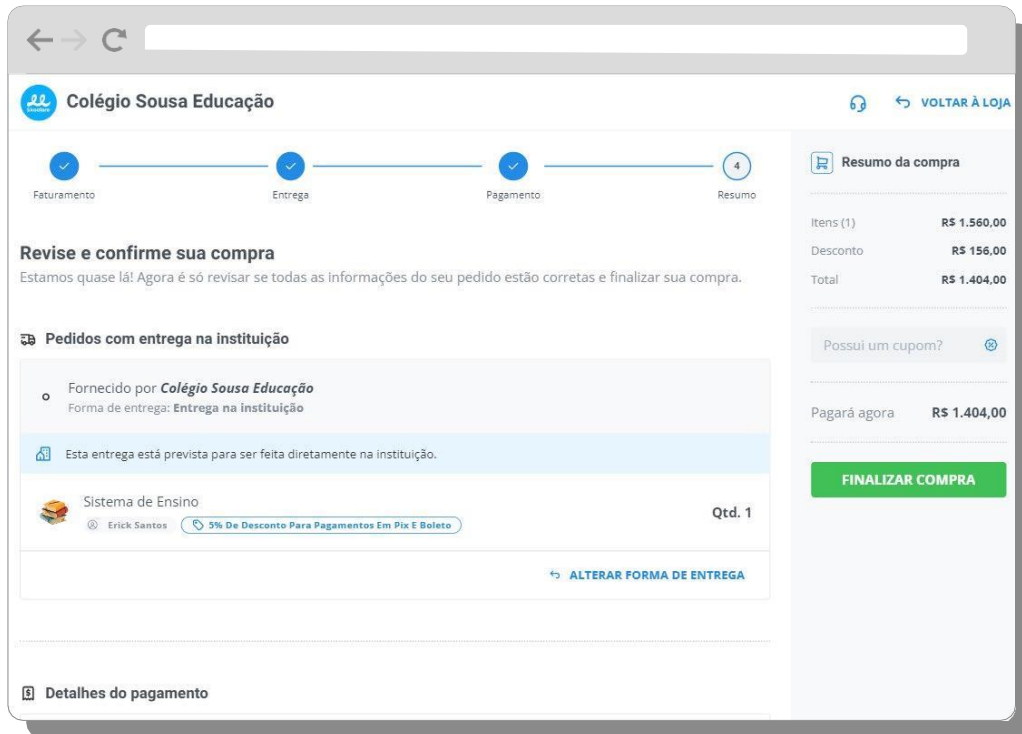 Colégio Sousa Educação
VOLTAR À LOJA
Faturamento
Entrega
Pagamento
4
Resumo
Revise e confirme sua compra
Estamos quase lá! Agora é só revisar se todas as informações do seu pedido estão corretas e finalizar sua compra.
Pedidos com entrega na instituição
Fornecido por Colégio Sousa Educação
Forma de entrega: Entrega na instituição
Esta entrega está prevista para ser feita diretamente na instituição.
Sistema de Ensino
Erick Santos 5% De Desconto Para Pagamentos Em Pix E Boleto
Qtd. 1
ALTERAR FORMA DE ENTREGA
Detalhes do pagamento
Resumo da compra
Itens (1) R$ 1.560,00
Desconto R$ 156,00
Total R$ 1.404,00
Possui um cupom?
Pagará agora R$ 1.404,00
FINALIZAR COMPRA